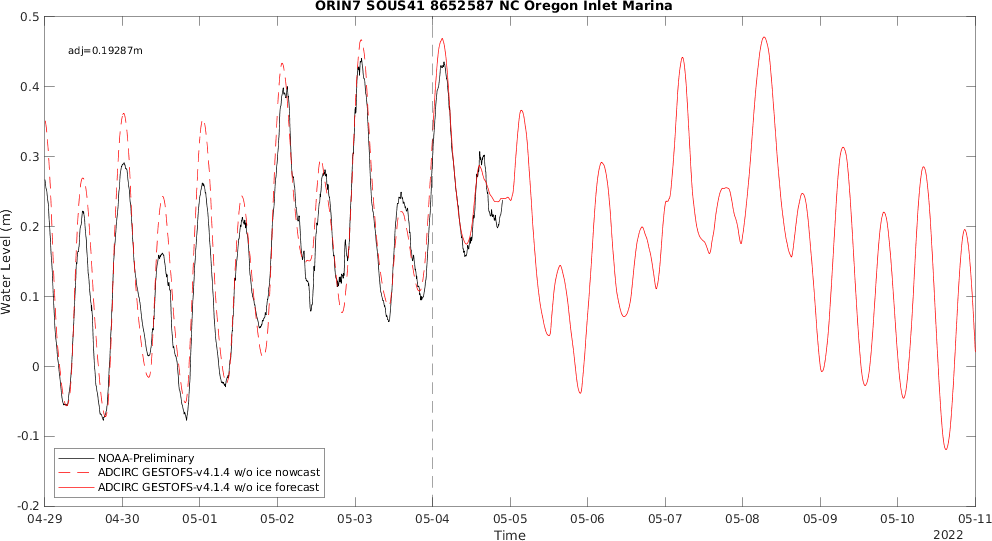 ORIN7 SOUS41 8652587 NC Oregon Inlet Marina
adj=0.19287m
Water Level (m)
0.5
0.4
0.3
0.2
0.1
0
-0.1
-0.2
NOAA-Preliminary
ADCIRC GESTOFS-v4.1.4 w/o ice nowcast
ADCIRC GESTOFS-v4.1.4 w/o ice forecast
04-29 04-30 05-01 05-02 05-03 05-04 05-05 05-06 05-07 05-08 05-09 05-10 05-11
Time
2022